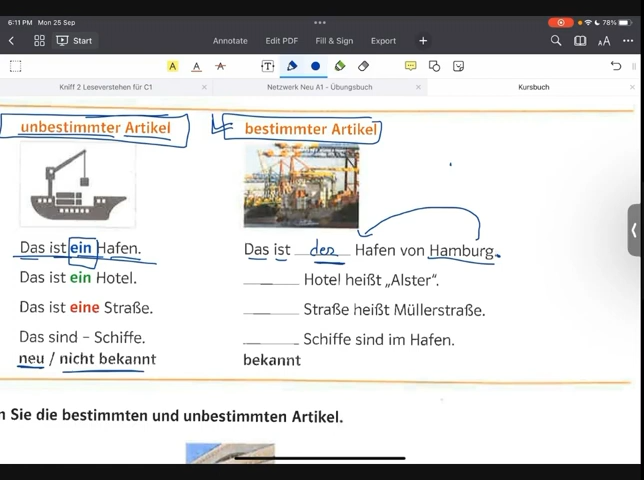 6:11 PM Mon 25 Sep
78%
Start
Annotate Edit PDF Fill & Sign Export
Kniff 2 Leseverstehen für C1
Netzwerk Neu A1 - Übungsbuch
Kursbuch
unbestimmter Artikel
bestimmter Artikel
Das ist ein Hafen.
Das ist der Hafen von Hamburg.
Das ist ein Hotel.
______ Hotel heißt „Alster“.
Das ist eine Straße.
______ Straße heißt Müllerstraße.
Das sind – Schiffe.
______ Schiffe sind im Hafen.
neu / nicht bekannt
bekannt
n Sie die bestimmten und unbestimmten Artikel.